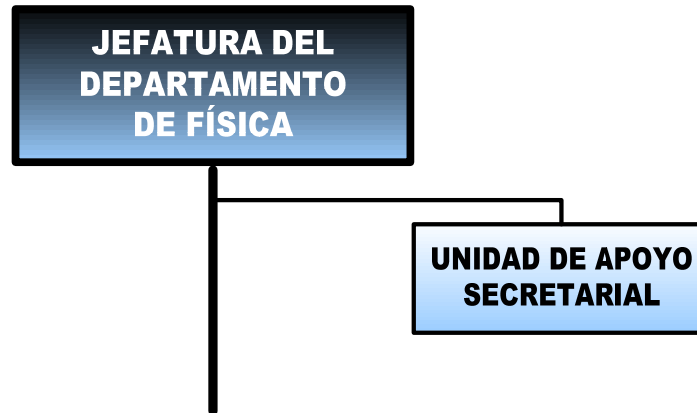 JEFATURA DEL
DEPARTAMENTO
DE FÍSICA
UNIDAD DE APOYO
SECRETARIAL